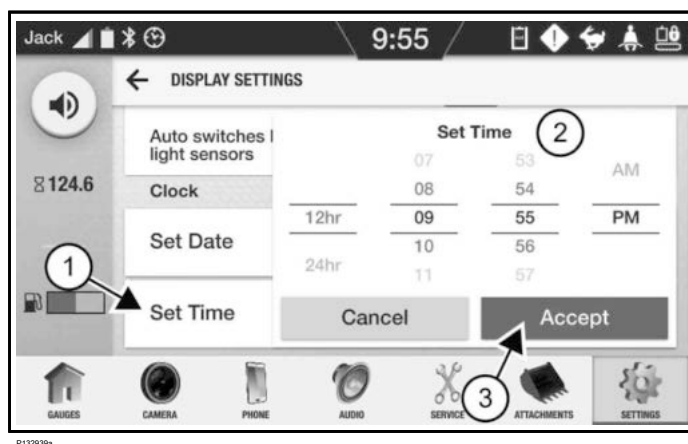 Jack 9:55
DISPLAY SETTINGS
Auto switches
light sensors
124.6
Clock
Set Date
1
Set Time
Set Time 2
07 53
08 54 AM
12hr 09 55 PM
10 56
24hr 11 57
Cancel Accept
3
GAUGES CAMERA PHONE AUDIO SERVICE ATTACHMENTS SETTINGS
P132939a